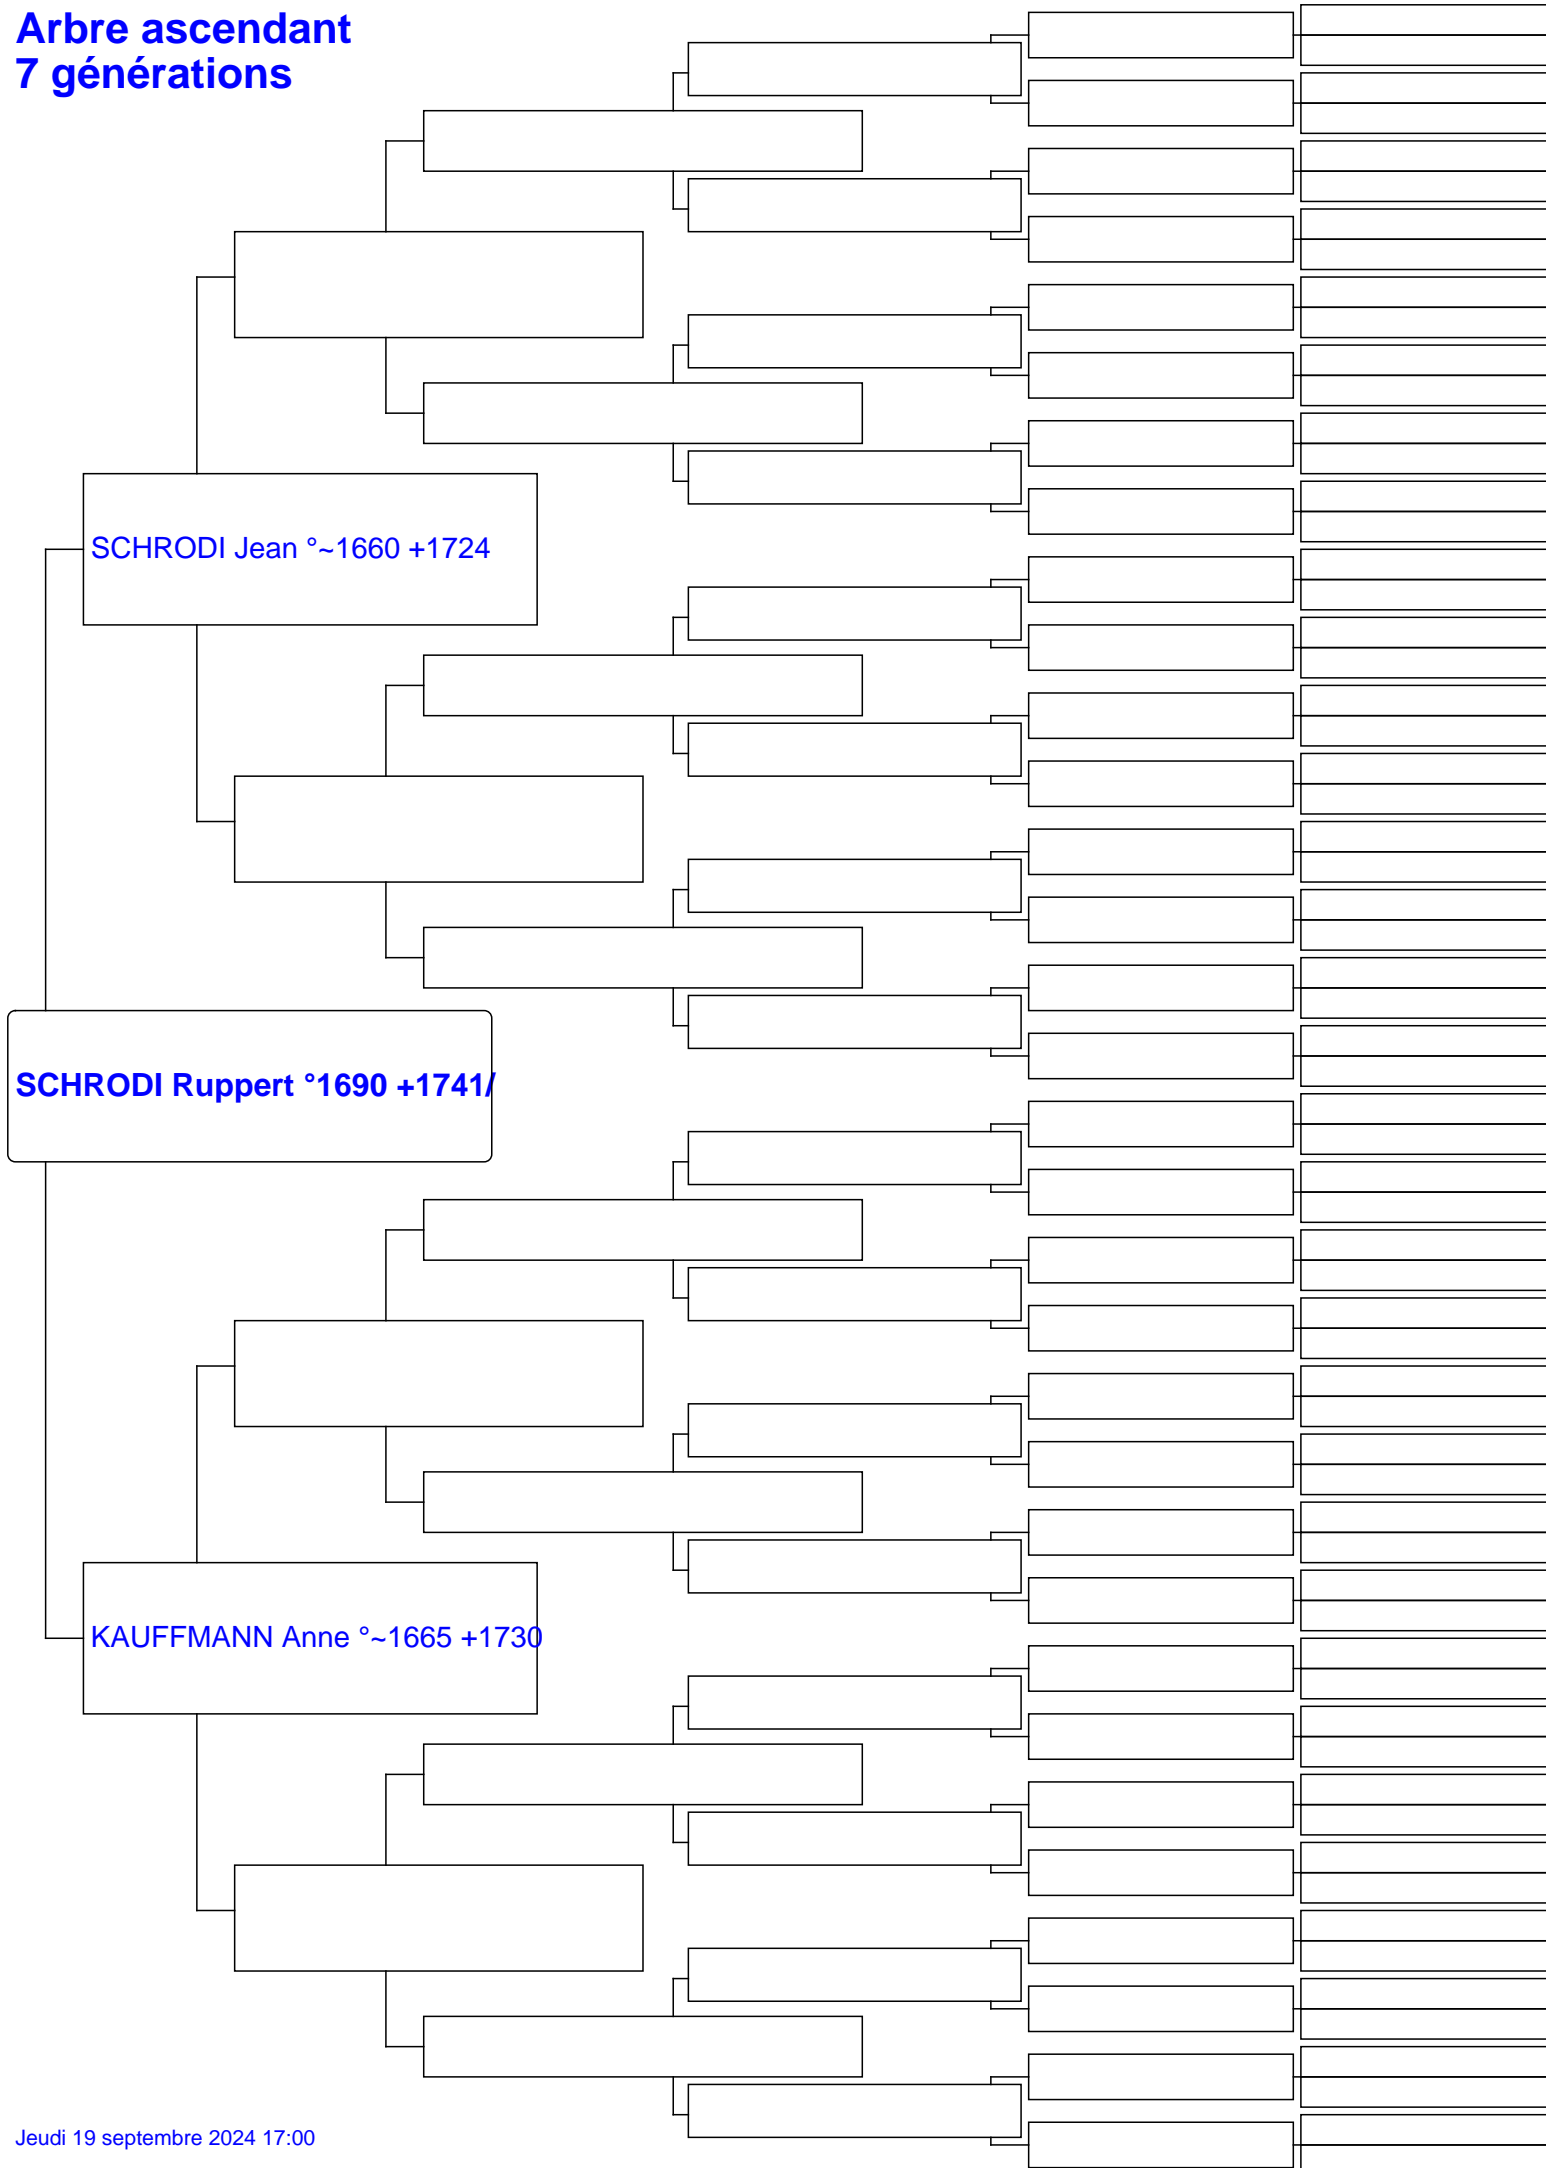 Arbre ascendant
7 générations
SCHRODI Jean °~1660 +1724
SCHRODI Ruppert °1690 +1741/
KAUFFMANN Anne °~1665 +1730
Jeudi 19 septembre 2024 17:00